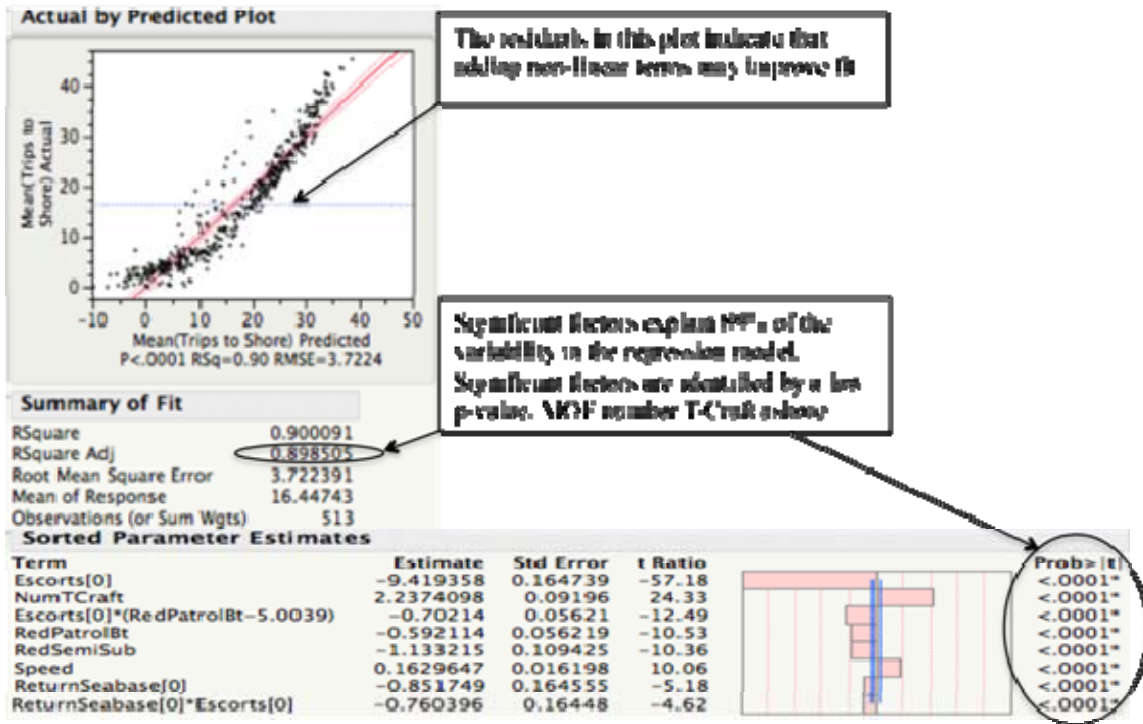 Actual by Predicted Plot
The residuals in this plot indicate that
adding non-linear terms may improve fit
Mean(Trips to
Shore) Actual
40
30
20
10
0
-10 0 10 20 30 40 50
Mean(Trips to Shore) Predicted
P<.0001 RSq=0.90 RMSE=3.7224
Significant factors explain of the
variability in the regression model.
Significant factors are identified by a low
p-value. MOE number T-Craft ashore
Summary of Fit
RSquare 0.900091
RSquare Adj 0.898505
Root Mean Square Error 3.722391
Mean of Response 16.44743
Observations (or Sum Wgts) 513
Sorted Parameter Estimates
Term Estimate Std Error t Ratio Prob>|t|
Escorts[0] -9.419358 0.164739 -57.18 <.0001*
NumTCraft 2.2374098 0.09196 24.33 <.0001*
Escorts[0]*(RedPatrolBt-5.0039) -0.70214 0.05621 -12.49 <.0001*
RedPatrolBt -0.592114 0.056219 -10.53 <.0001*
RedSemiSub -1.133215 0.109425 -10.36 <.0001*
Speed 0.1629647 0.016198 10.06 <.0001*
ReturnSeabase[0] -0.851749 0.164555 -5.18 <.0001*
ReturnSeabase[0]*Escorts[0] -0.760396 0.16448 -4.62 <.0001*